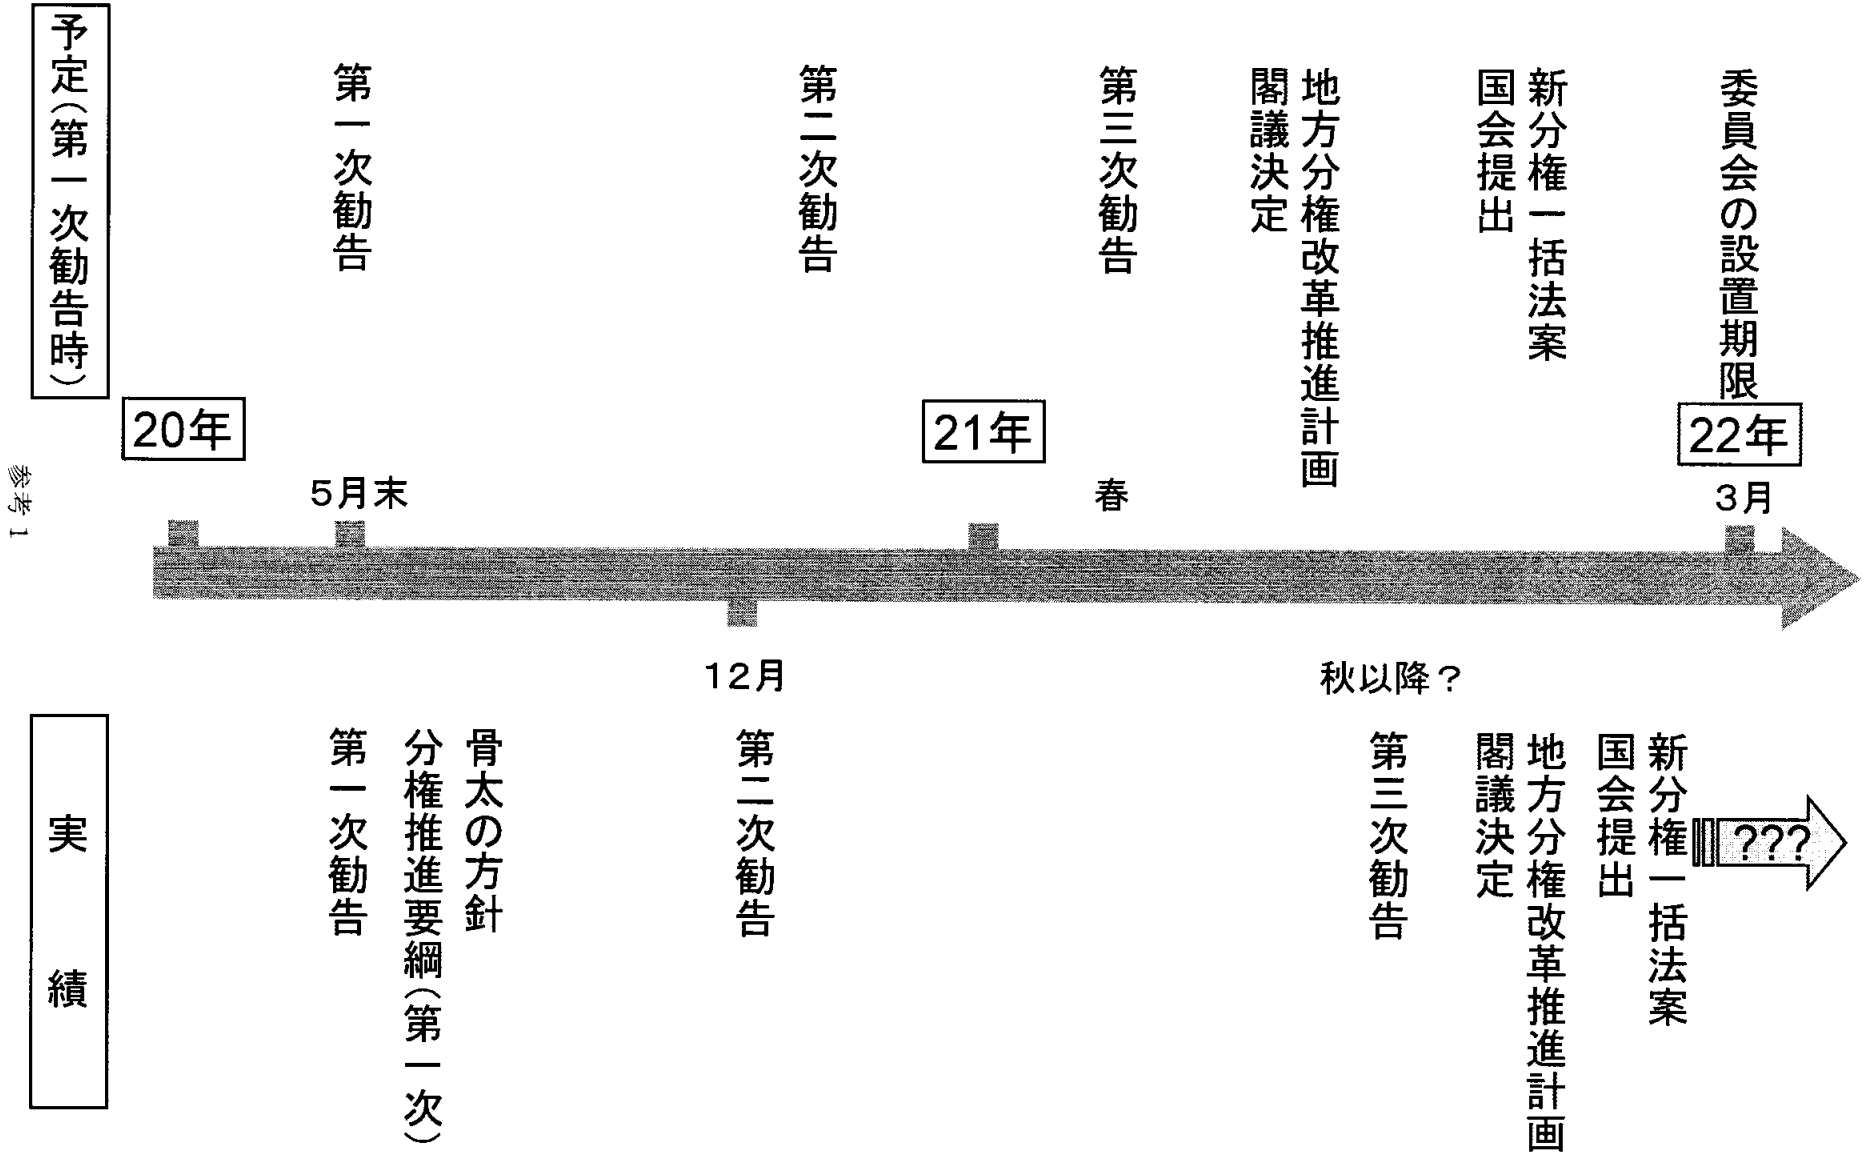 予定（第一次勧告時）
第一次勧告
第二次勧告
第三次勧告
地方分権改革推進計画
閣議決定
新分権一括法案
国会提出
委員会の設置期限
20年
21年
22年
5月末
春
3月
参考1
12月
秋以降？
実績
第一次勧告
骨太の方針
分権推進要綱（第一次）
第二次勧告
第三次勧告
地方分権改革推進計画
閣議決定
新分権一括法案
国会提出
???